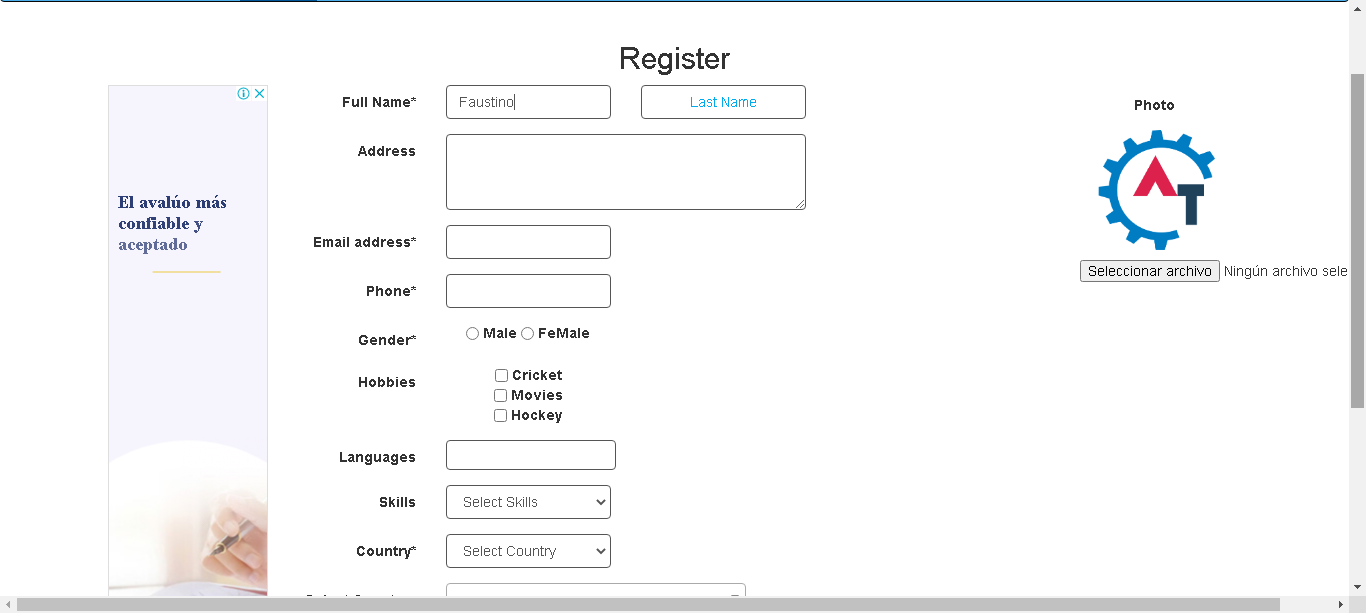 Register
El avalúo más
confiable y
aceptado
Full Name*
Faustino
Last Name
Address
Email address*
Phone*
Gender*
Male
FeMale
Hobbies
Cricket
Movies
Hockey
Languages
Skills
Select Skills
Country*
Select Country
Photo
AT
Seleccionar archivo
Ningún archivo sele